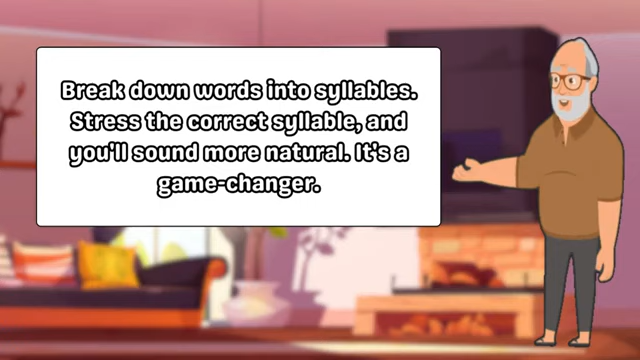 Break down words into syllables.
Stress the correct syllable, and
you'll sound more natural. It's a
game-changer.